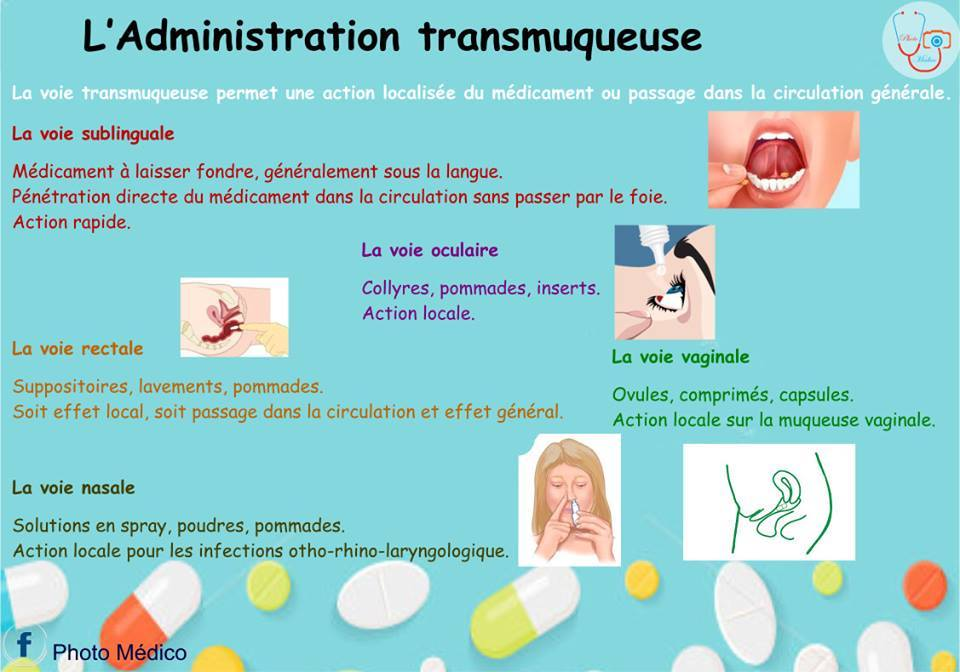 L'Administration transmuqueuse
Photo
Médico
La voie transmuqueuse permet une action localisée du médicament ou passage dans la circulation générale.
La voie sublinguale
Médicament à laisser fondre, généralement sous la langue.
Pénétration directe du médicament dans la circulation sans passer par le foie.
Action rapide.
La voie oculaire
Collyres, pommades, inserts.
Action locale.
La voie rectale
Suppositoires, lavements, pommades.
Soit effet local, soit passage dans la circulation et effet général.
La voie vaginale
Ovules, comprimés, capsules.
Action locale sur la muqueuse vaginale.
La voie nasale
Solutions en spray, poudres, pommades.
Action locale pour les infections otho-rhino-laryngologique.
f Photo Médico